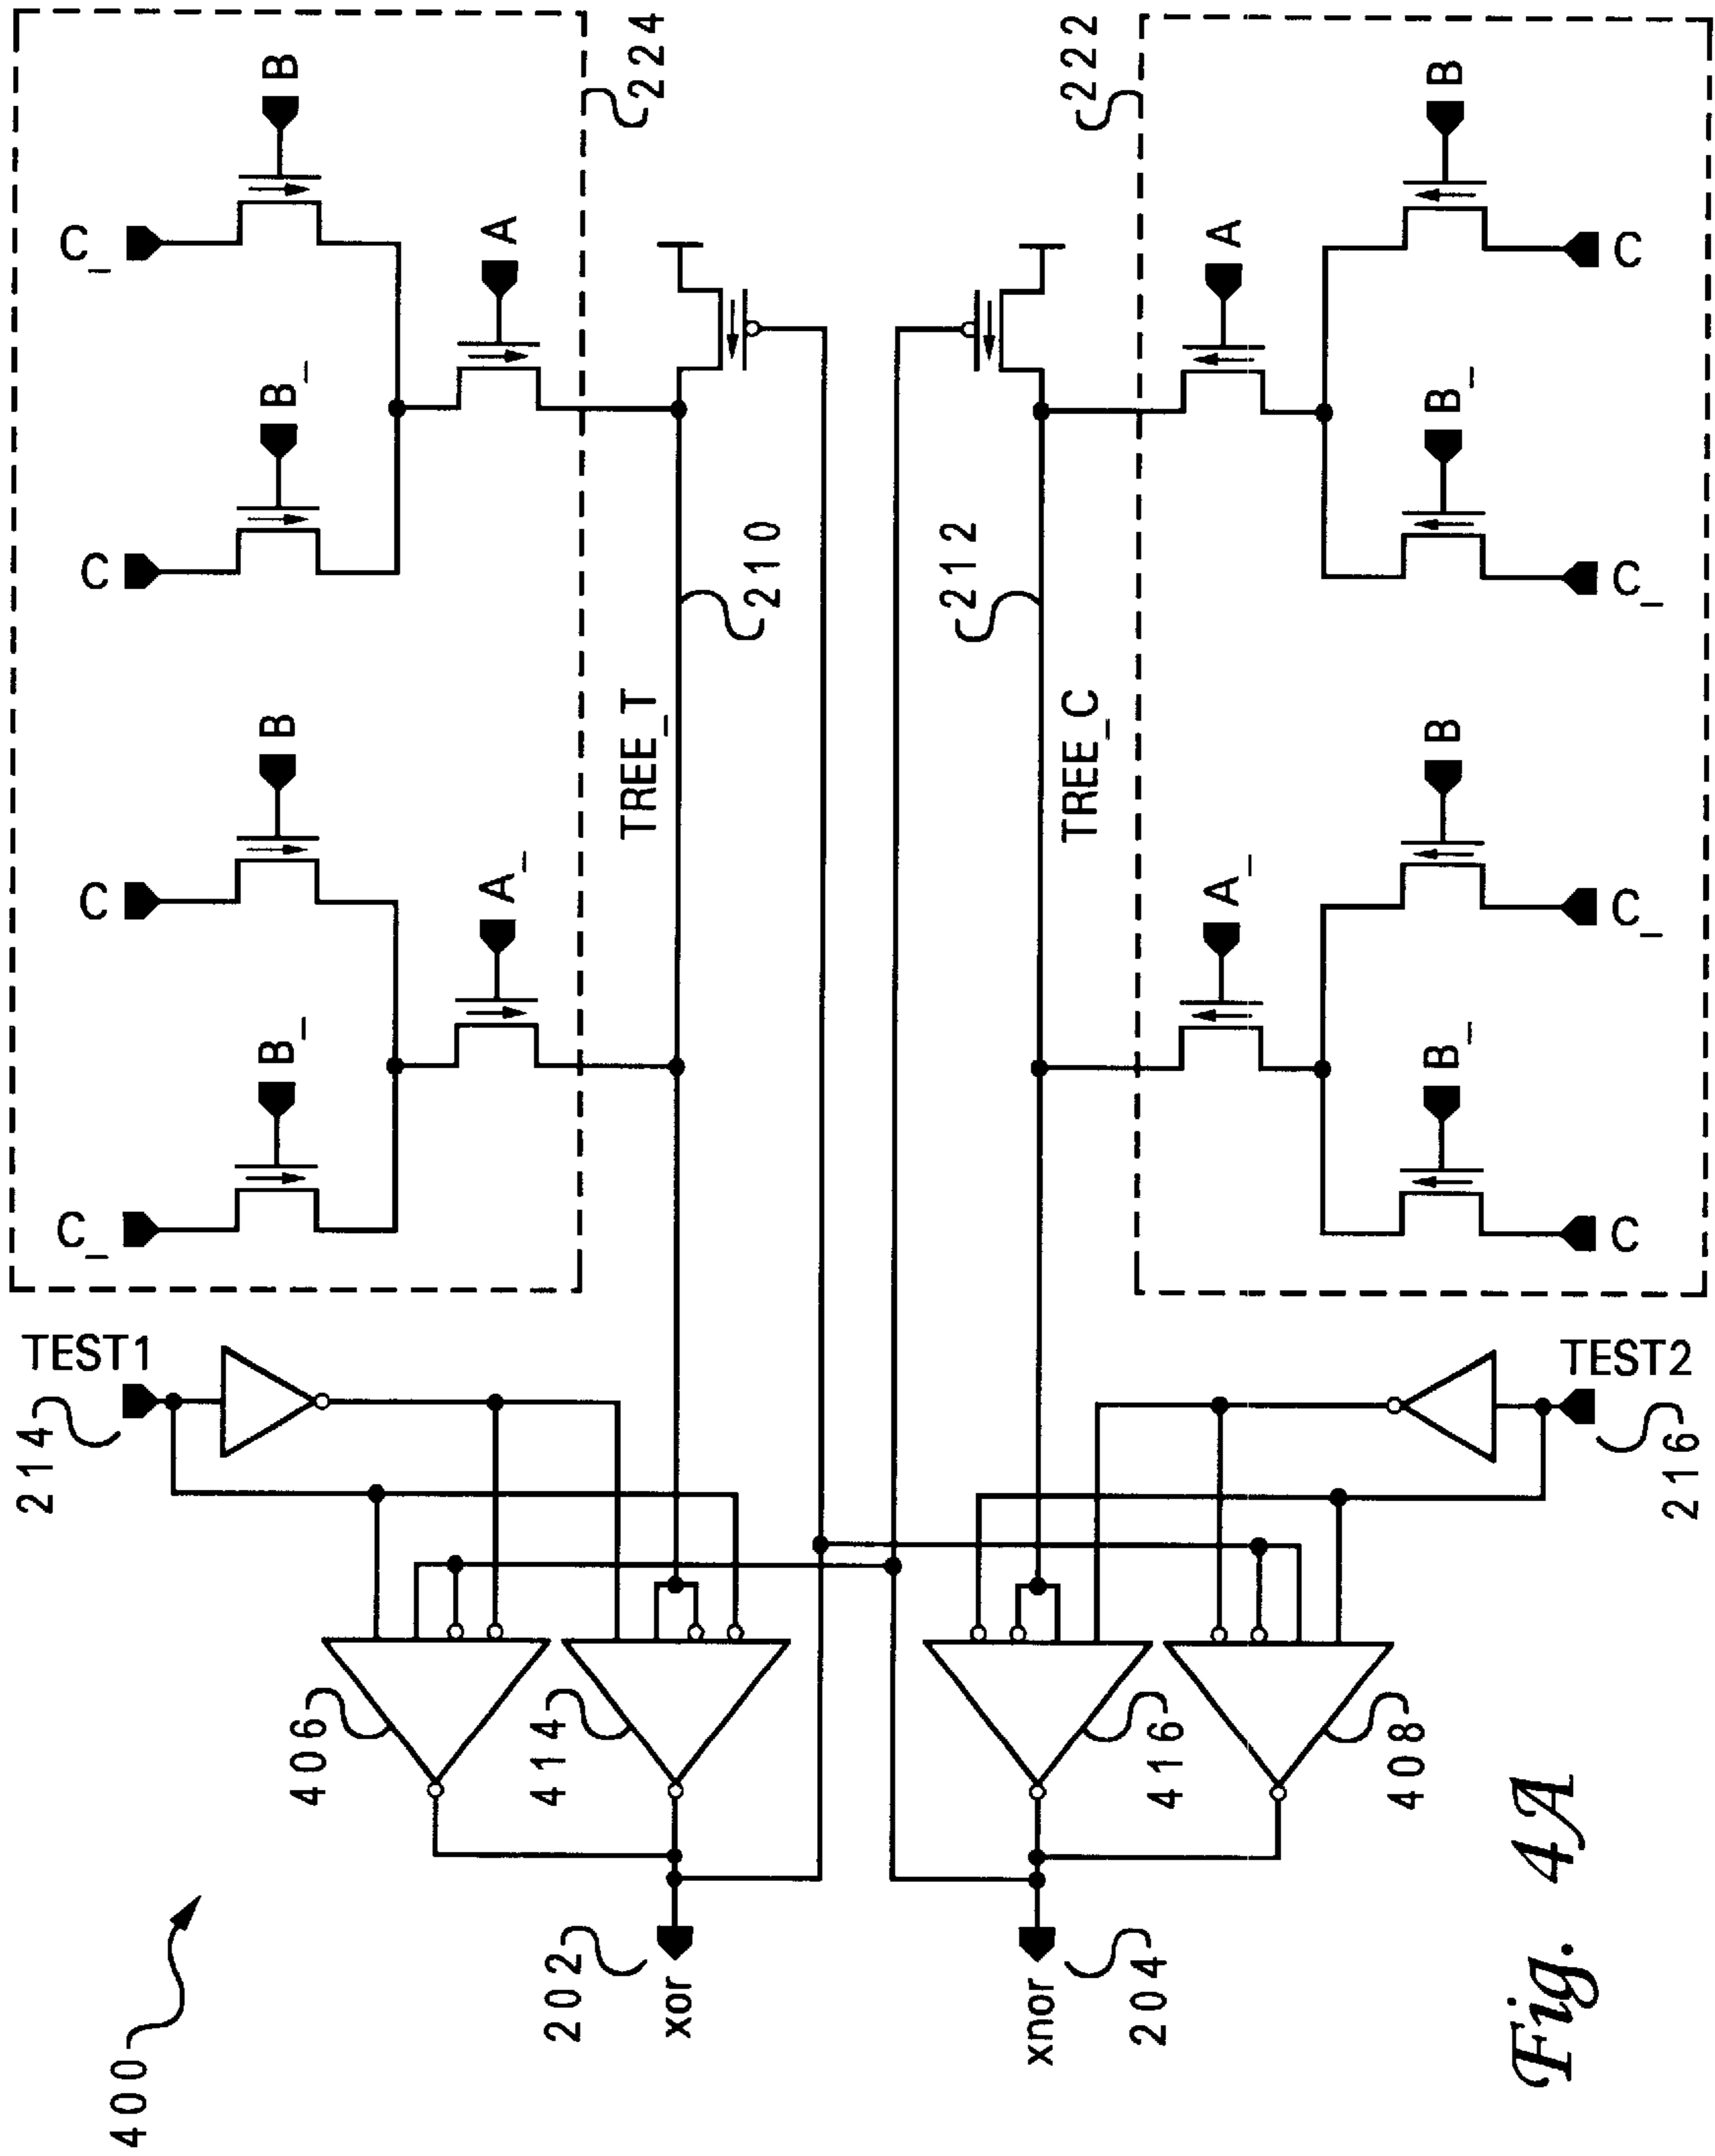 C_
B
C
B_
A
224
C
B
C_
B_
A_
TREE_T
210
222
A
B
C
B_
C_
212
TREE_C
A_
B
C_
B_
C
TEST1
214
TEST2
216
406
414
416
408
202
xor
xnor
204
400
Fig. 4A